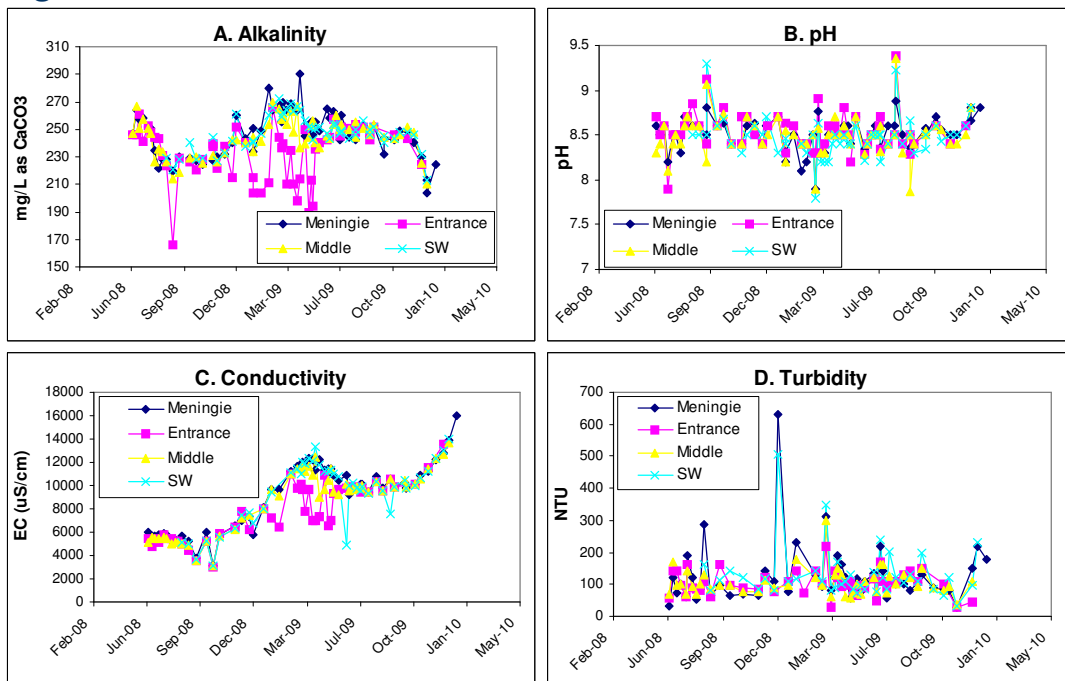 A. Alkalinity
mg/L as CaCO3
310
290
270
250
230
210
190
170
150
Meningie
Entrance
Middle
SW
Feb-08
Jun-08
Sep-08
Dec-08
Mar-09
Jul-09
Oct-09
Jan-10
May-10
B. pH
pH
9.5
9
8.5
8
7.5
7
Meningie
Entrance
Middle
SW
Feb-08
Jun-08
Sep-08
Dec-08
Mar-09
Jul-09
Oct-09
Jan-10
May-10
C. Conductivity
EC (uS/cm)
18000
16000
14000
12000
10000
8000
6000
4000
2000
0
Meningie
Entrance
Middle
SW
Feb-08
Jun-08
Sep-08
Dec-08
Mar-09
Jul-09
Oct-09
Jan-10
May-10
D. Turbidity
NTU
700
600
500
400
300
200
100
0
Meningie
Entrance
Middle
SW
Feb-08
Jun-08
Sep-08
Dec-08
Mar-09
Jul-09
Oct-09
Jan-10
May-10